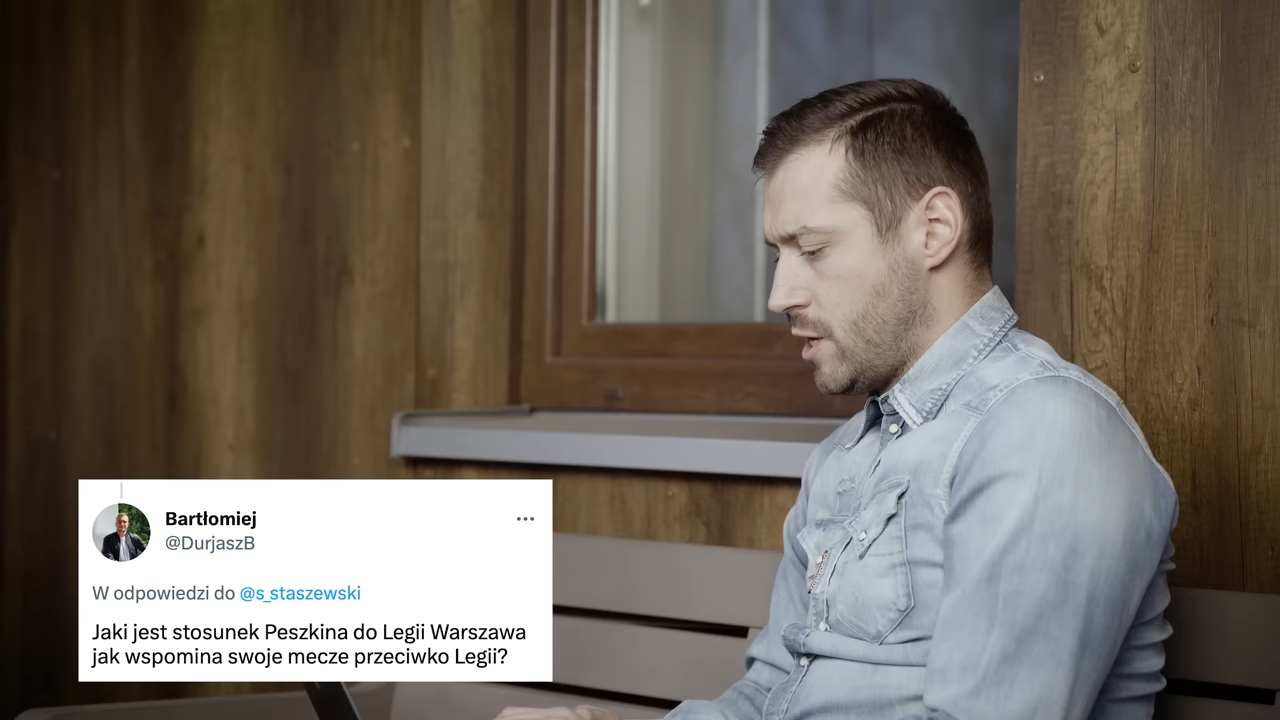 Bartłomiej
@DurjaszB
W odpowiedzi do @s_staszewski
Jaki jest stosunek Peszkina do Legii Warszawa
jak wspomina swoje mecze przeciwko Legii?